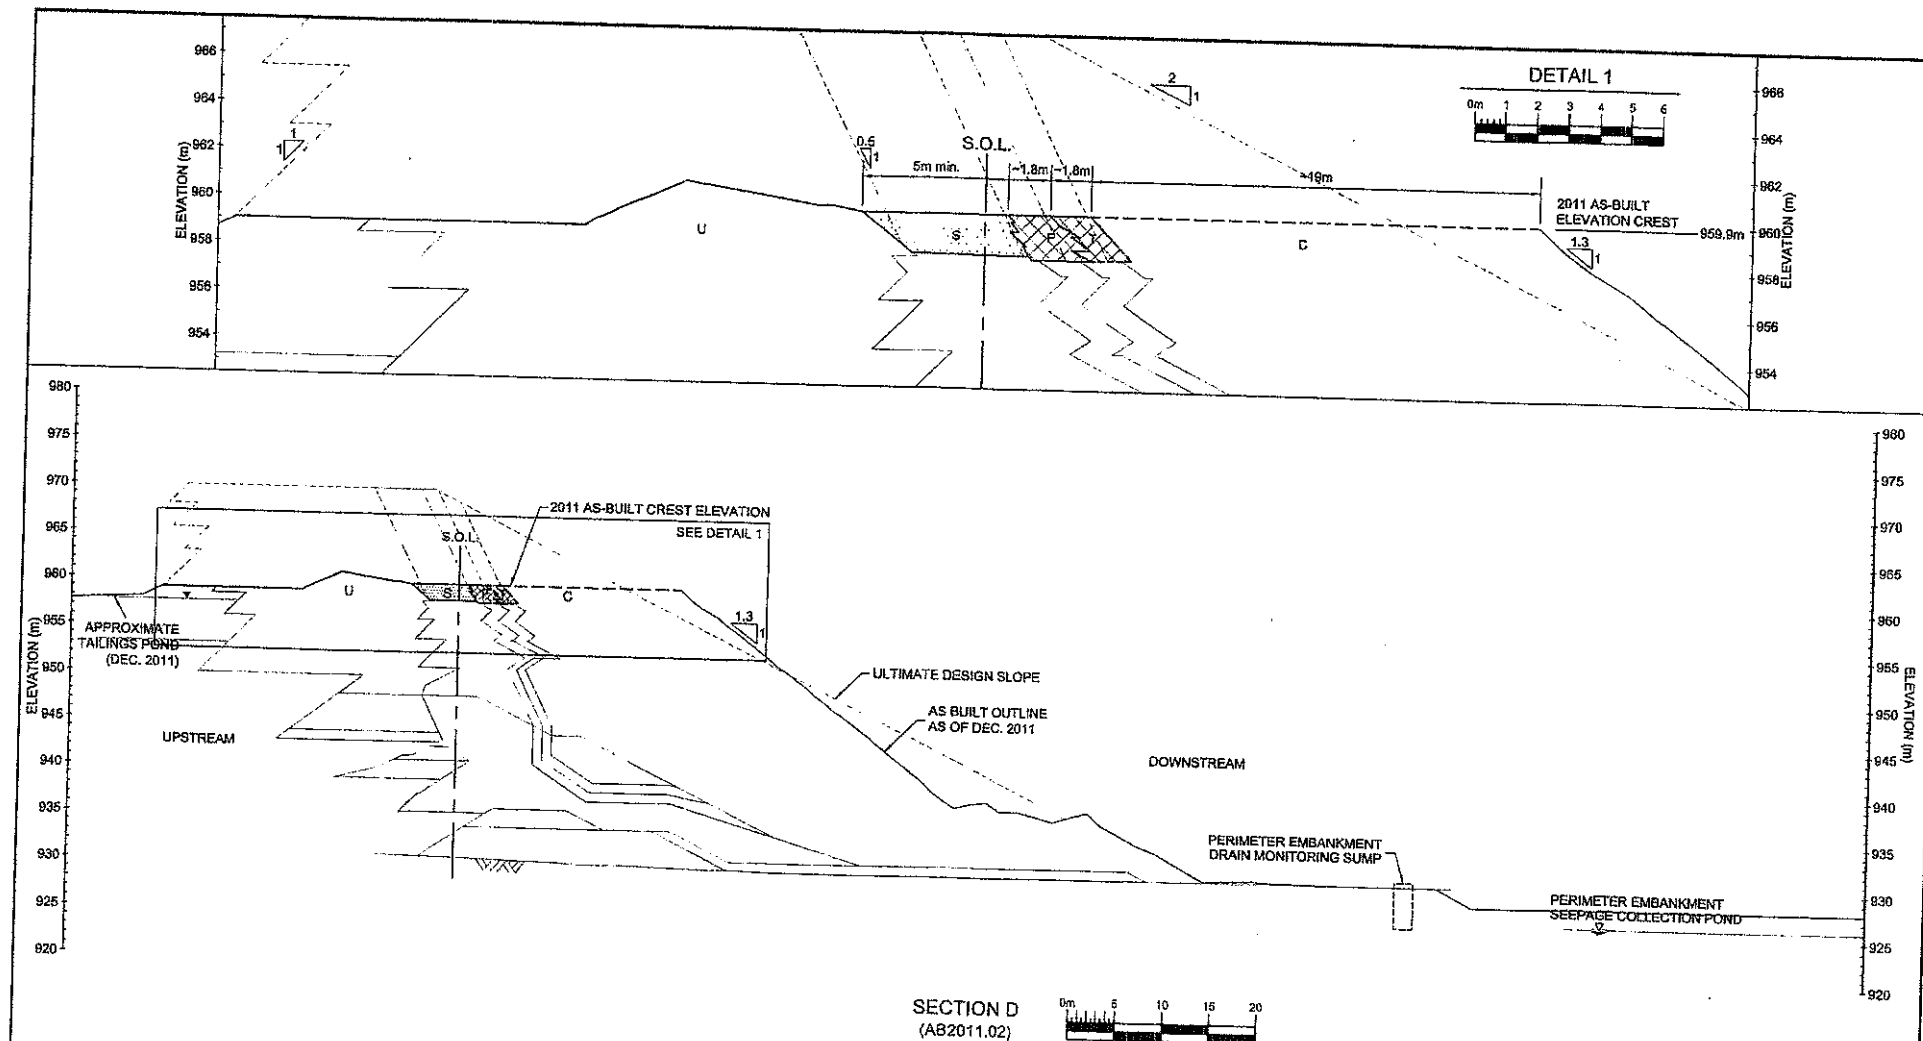 DETAIL 1
0m 1 2 3 4 5 6
966
964
962
960
958
956
954
ELEVATION (m)
1
1
0.5
1
S.O.L.
5m min.
~1.8m
~1.8m
2
1
U
S
F
T
C
2011 AS-BUILT
ELEVATION CREST
959.9m
1.3
1
966
964
962
960
958
956
954
ELEVATION (m)
980
975
970
965
960
955
950
945
940
935
930
925
920
ELEVATION (m)
2011 AS-BUILT CREST ELEVATION
SEE DETAIL 1
S.O.L.
U
S
C
1.3
1
APPROXIMATE
TAILINGS POND
(DEC. 2011)
UPSTREAM
ULTIMATE DESIGN SLOPE
AS BUILT OUTLINE
AS OF DEC. 2011
DOWNSTREAM
PERIMETER EMBANKMENT
DRAIN MONITORING SUMP
PERIMETER EMBANKMENT
SEEPAGE COLLECTION POND
980
975
970
965
960
955
950
945
940
935
930
925
920
ELEVATION (m)
SECTION D
(AB2011.02)
0m 5 10 15 20